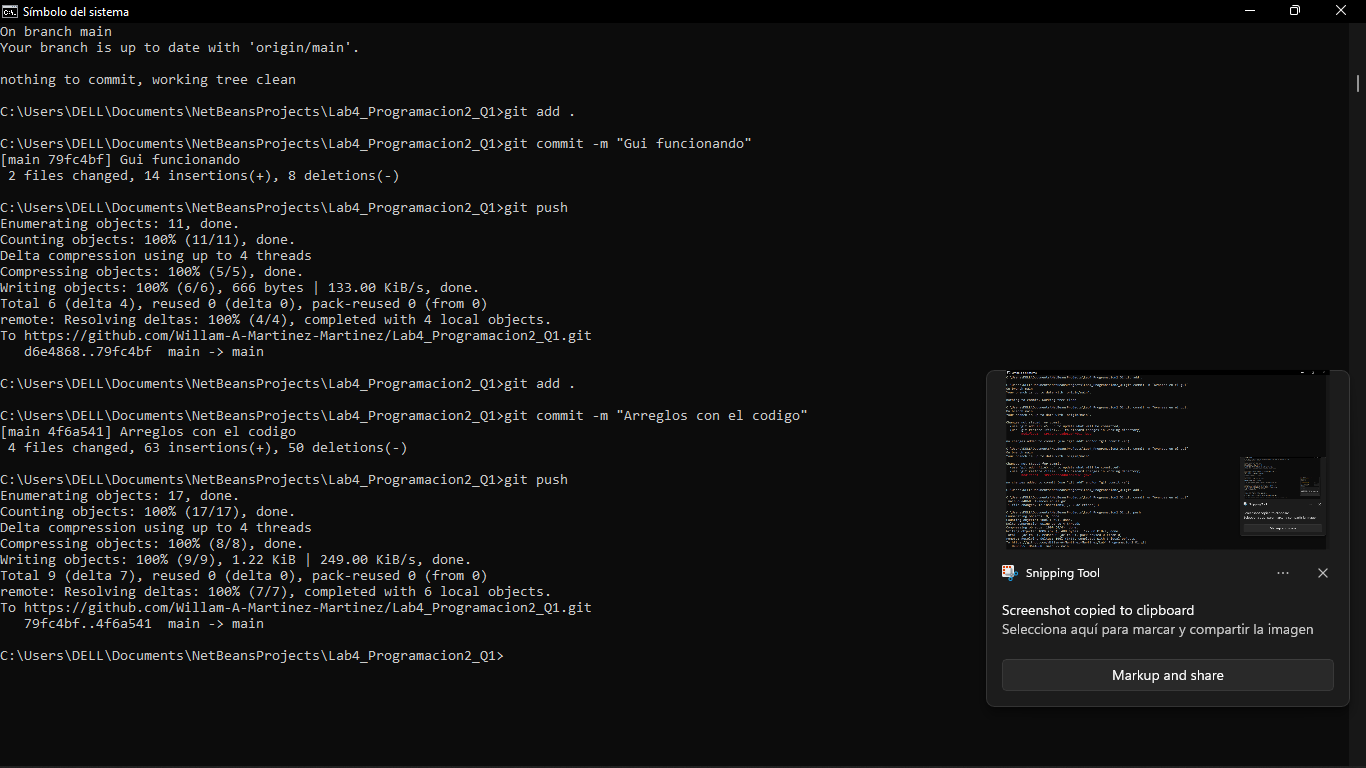 Símbolo del sistema
On branch main
Your branch is up to date with 'origin/main'.
nothing to commit, working tree clean
C:\Users\DELL\Documents\NetBeansProjects\Lab4_Programacion2_Q1>git add .
C:\Users\DELL\Documents\NetBeansProjects\Lab4_Programacion2_Q1>git commit -m "Gui funcionando"
[main 79fc4bf] Gui funcionando
2 files changed, 14 insertions(+), 8 deletions(-)
C:\Users\DELL\Documents\NetBeansProjects\Lab4_Programacion2_Q1>git push
Enumerating objects: 11, done.
Counting objects: 100% (11/11), done.
Delta compression using up to 4 threads
Compressing objects: 100% (5/5), done.
Writing objects: 100% (6/6), 666 bytes | 133.00 KiB/s, done.
Total 6 (delta 4), reused 0 (delta 0), pack-reused 0 (from 0)
remote: Resolving deltas: 100% (4/4), completed with 4 local objects.
To https://github.com/Willam-A-Martinez-Martinez/Lab4_Programacion2_Q1.git
d6e4868..79fc4bf  main -> main
C:\Users\DELL\Documents\NetBeansProjects\Lab4_Programacion2_Q1>git add .
C:\Users\DELL\Documents\NetBeansProjects\Lab4_Programacion2_Q1>git commit -m "Arreglos con el codigo"
[main 4f6a541] Arreglos con el codigo
4 files changed, 63 insertions(+), 50 deletions(-)
C:\Users\DELL\Documents\NetBeansProjects\Lab4_Programacion2_Q1>git push
Enumerating objects: 17, done.
Counting objects: 100% (17/17), done.
Delta compression using up to 4 threads
Compressing objects: 100% (8/8), done.
Writing objects: 100% (9/9), 1.22 KiB | 249.00 KiB/s, done.
Total 9 (delta 7), reused 0 (delta 0), pack-reused 0 (from 0)
remote: Resolving deltas: 100% (7/7), completed with 6 local objects.
To https://github.com/Willam-A-Martinez-Martinez/Lab4_Programacion2_Q1.git
79fc4bf..4f6a541  main -> main
C:\Users\DELL\Documents\NetBeansProjects\Lab4_Programacion2_Q1>
Snipping Tool
Screenshot copied to clipboard
Selecciona aquí para marcar y compartir la imagen
Markup and share